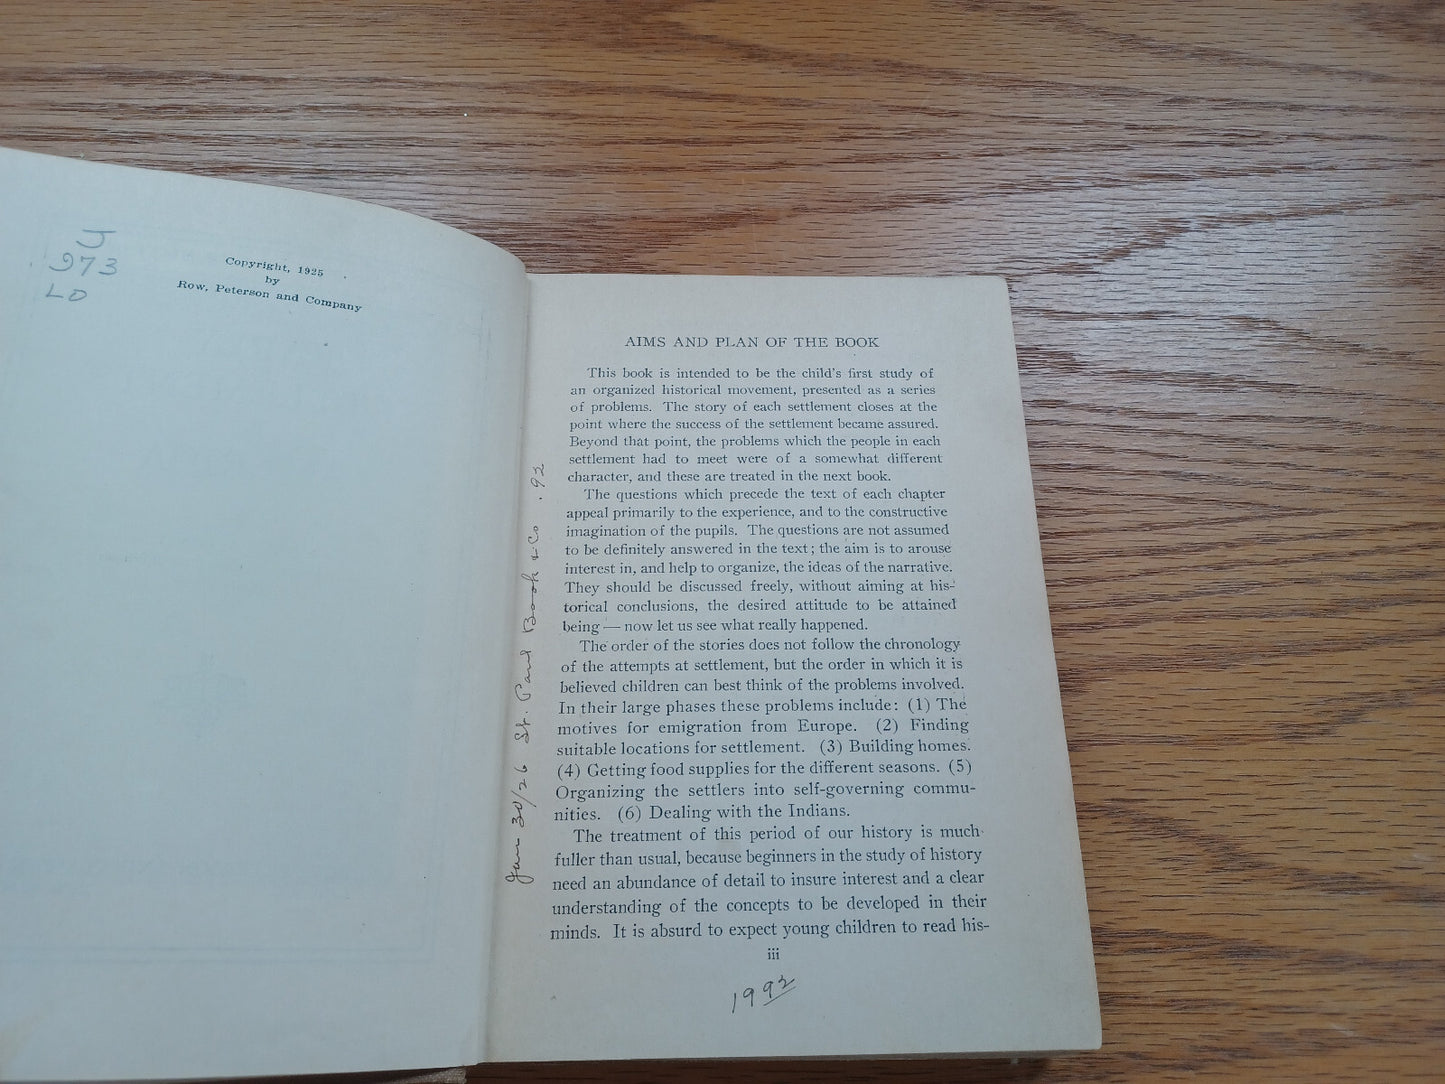 J
973
LO
Copyright, 1925
by
Row, Peterson and Company
Jan 30/26 St. Paul Book & Co .92
AIMS AND PLAN OF THE BOOK
This book is intended to be the child's first study of
an organized historical movement, presented as a series
of problems. The story of each settlement closes at the
point where the success of the settlement became assured.
Beyond that point, the problems which the people in each
settlement had to meet were of a somewhat different
character, and these are treated in the next book.
The questions which precede the text of each chapter
appeal primarily to the experience, and to the constructive
imagination of the pupils. The questions are not assumed
to be definitely answered in the text; the aim is to arouse
interest in, and help to organize, the ideas of the narrative.
They should be discussed freely, without aiming at his-
torical conclusions, the desired attitude to be attained
being — now let us see what really happened.
The order of the stories does not follow the chronology
of the attempts at settlement, but the order in which it is
believed children can best think of the problems involved.
In their large phases these problems include: (1) The
motives for emigration from Europe. (2) Finding
suitable locations for settlement. (3) Building homes.
(4) Getting food supplies for the different seasons. (5)
Organizing the settlers into self-governing commu-
nities. (6) Dealing with the Indians.
The treatment of this period of our history is much
fuller than usual, because beginners in the study of history
need an abundance of detail to insure interest and a clear
understanding of the concepts to be developed in their
minds. It is absurd to expect young children to read his-
iii
1992